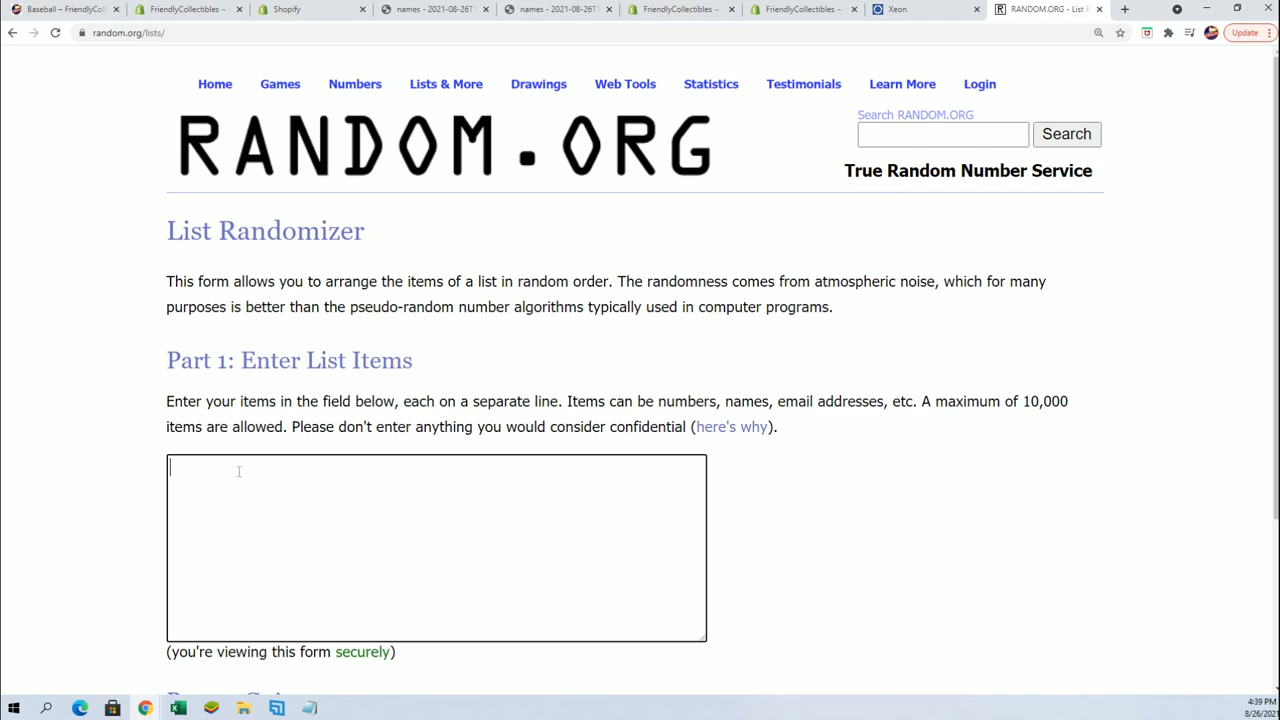 Baseball – FriendlyColl
FriendlyCollectibles ~
Shopify
names - 2021-08-26T1
names - 2021-08-26T1
FriendlyCollectibles ~
FriendlyCollectibles ~
Xeon
RANDOM.ORG - List R
random.org/lists/
Update
Home Games Numbers Lists & More Drawings Web Tools Statistics Testimonials Learn More Login
RANDOM.ORG
Search RANDOM.ORG
Search
True Random Number Service
List Randomizer
This form allows you to arrange the items of a list in random order. The randomness comes from atmospheric noise, which for many
purposes is better than the pseudo-random number algorithms typically used in computer programs.
Part 1: Enter List Items
Enter your items in the field below, each on a separate line. Items can be numbers, names, email addresses, etc. A maximum of 10,000
items are allowed. Please don't enter anything you would consider confidential (here's why).
(you're viewing this form securely)
4:39 PM
8/26/2021